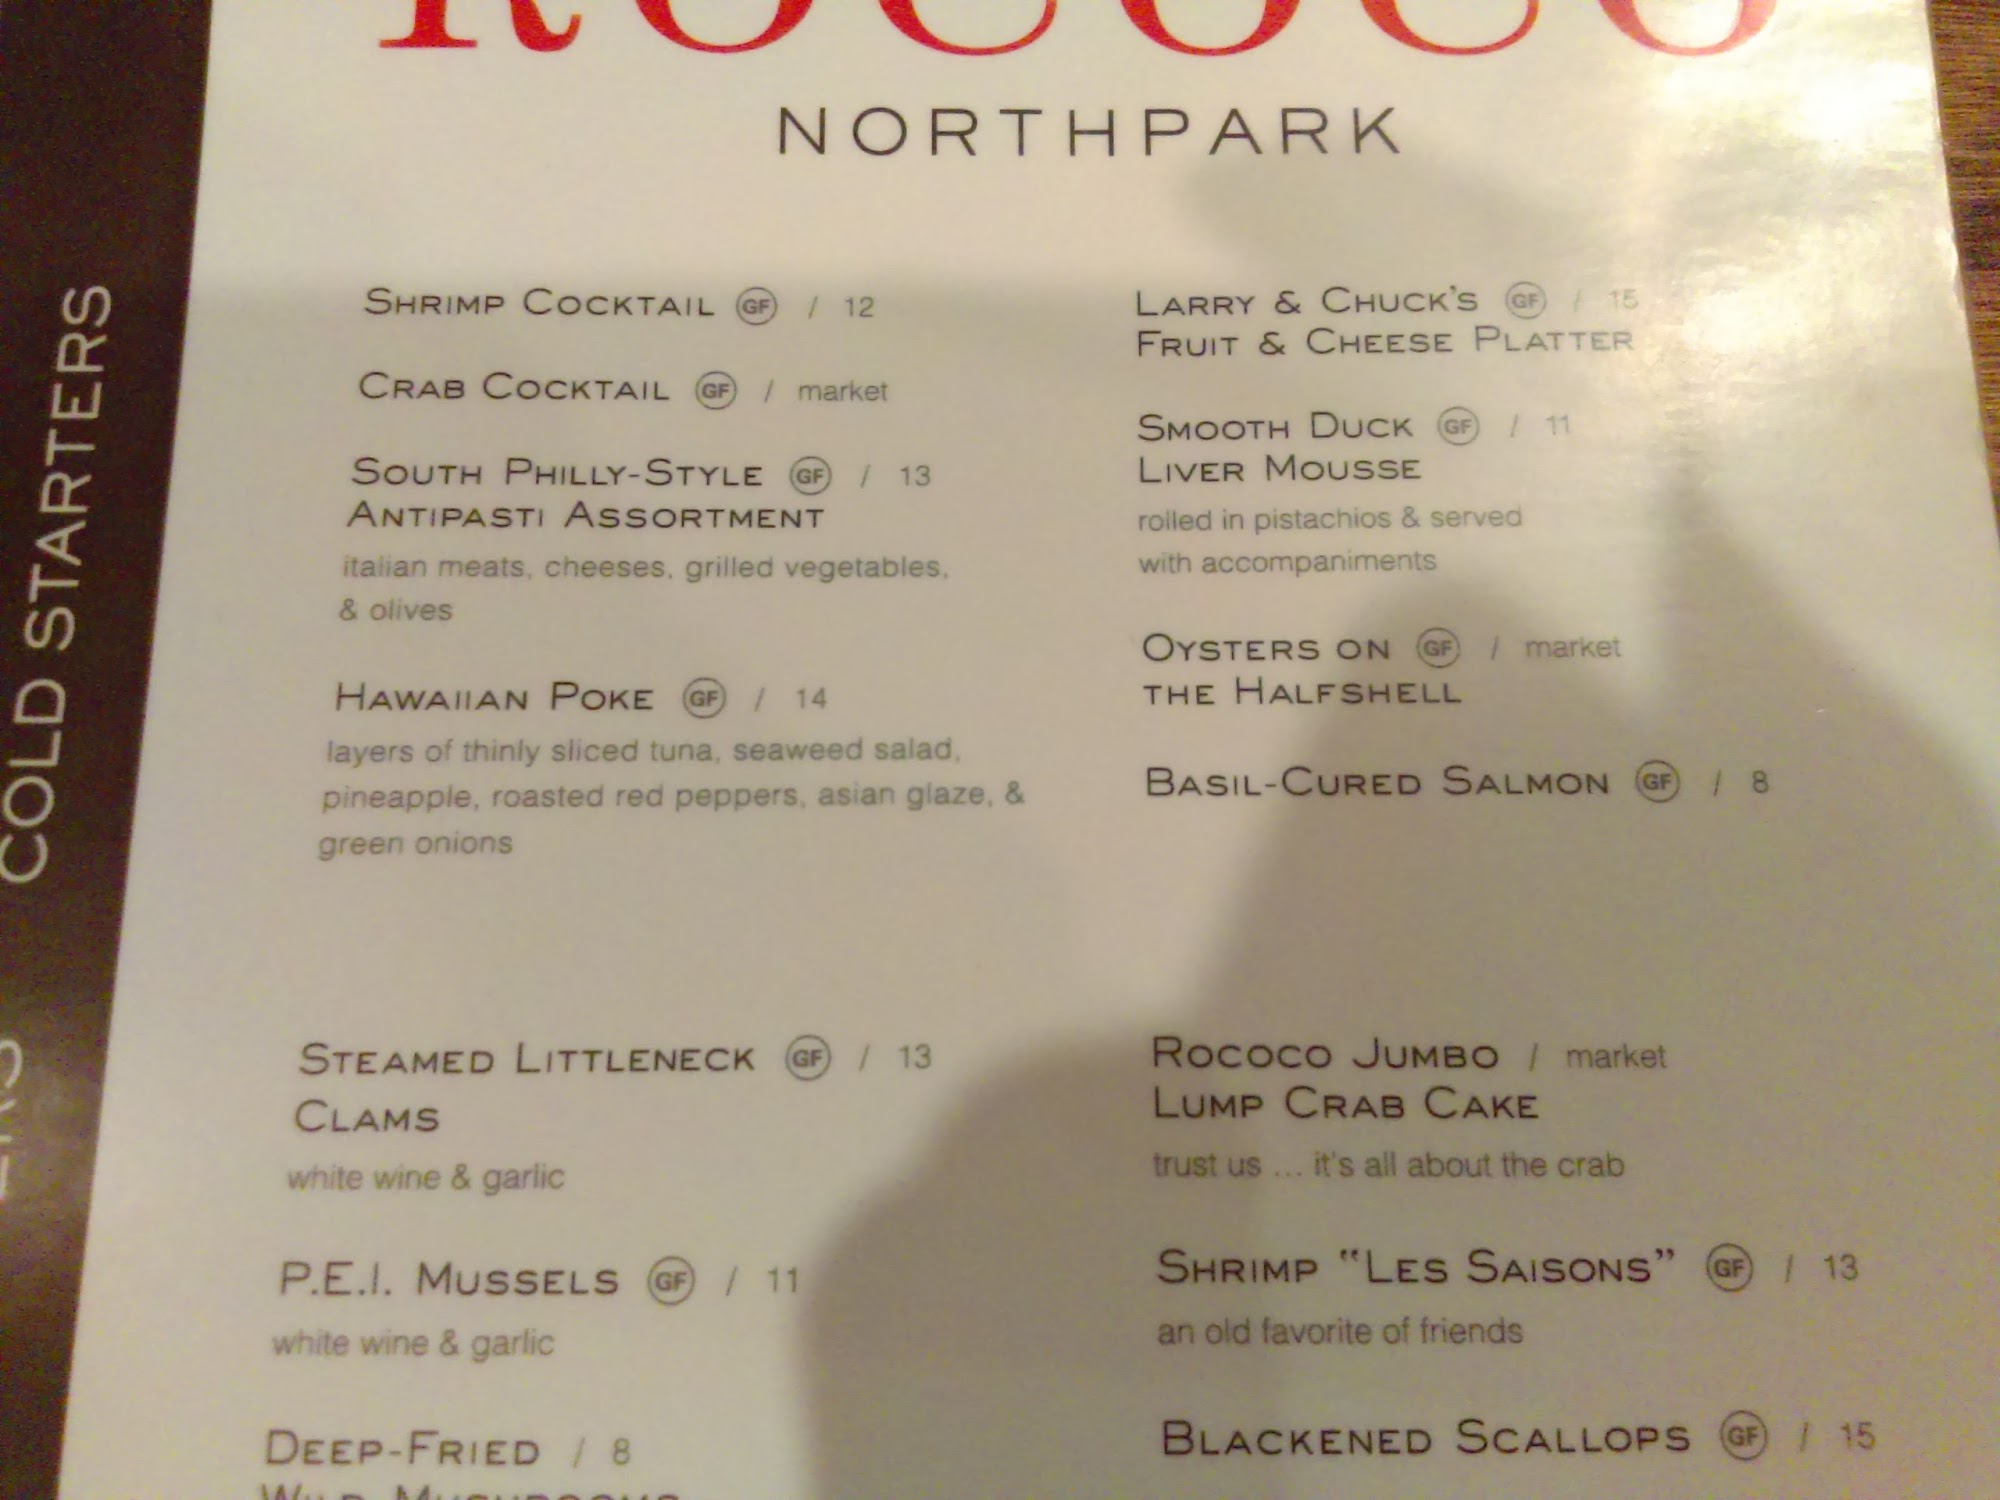 ROCOCO
NORTHPARK
COLD STARTERS
SHRIMP COCKTAIL GF / 12
CRAB COCKTAIL GF / market
SOUTH PHILLY-STYLE GF / 13
ANTIPASTI ASSORTMENT
italian meats, cheeses, grilled vegetables,
& olives
HAWAIIAN POKE GF / 14
layers of thinly sliced tuna, seaweed salad,
pineapple, roasted red peppers, asian glaze, &
green onions
LARRY & CHUCK'S GF / 15
FRUIT & CHEESE PLATTER
SMOOTH DUCK GF / 11
LIVER MOUSSE
rolled in pistachios & served
with accompaniments
OYSTERS ON GF / market
THE HALFSHELL
BASIL-CURED SALMON GF / 8
STEAMED LITTLENECK GF / 13
CLAMS
white wine & garlic
P.E.I. MUSSELS GF / 11
white wine & garlic
DEEP-FRIED / 8
WILD MUSHROOMS
ROCOCO JUMBO / market
LUMP CRAB CAKE
trust us ... it's all about the crab
SHRIMP "LES SAISONS" GF / 13
an old favorite of friends
BLACKENED SCALLOPS GF / 15